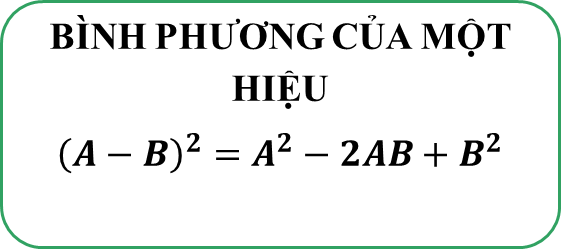 BÌNH PHƯƠNG CỦA MỘT
HIỆU
(A − B)² = A² − 2AB + B²